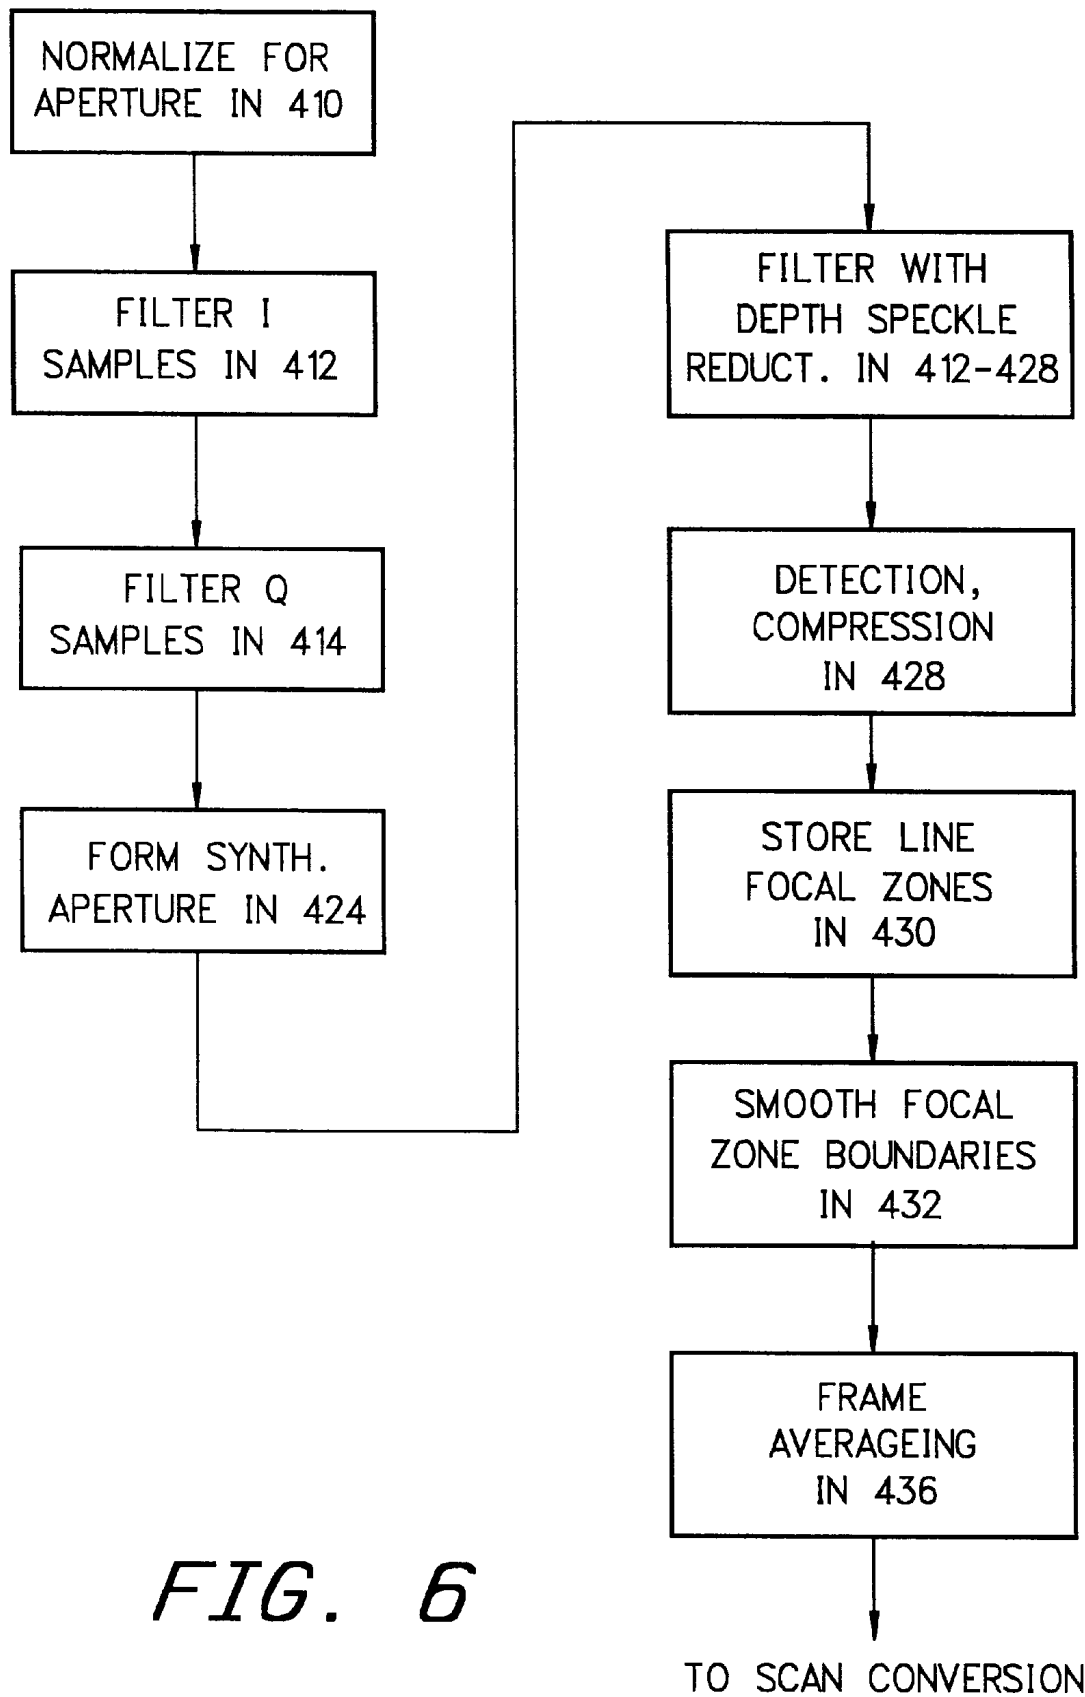 NORMALIZE FOR
APERTURE IN 410
FILTER I
SAMPLES IN 412
FILTER Q
SAMPLES IN 414
FORM SYNTH.
APERTURE IN 424
FILTER WITH
DEPTH SPECKLE
REDUCT. IN 412-428
DETECTION,
COMPRESSION
IN 428
STORE LINE
FOCAL ZONES
IN 430
SMOOTH FOCAL
ZONE BOUNDARIES
IN 432
FRAME
AVERAGEING
IN 436
TO SCAN CONVERSION
FIG. 6